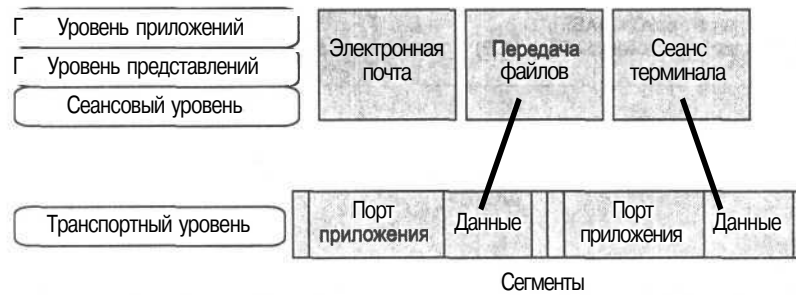 Г Уровень приложений
Г Уровень представлений
Сеансовый уровень
Электронная
почта
Передача
файлов
Сеанс
терминала
Транспортный уровень
Порт
приложения
Данные
Порт
приложения
Данные
Сегменты